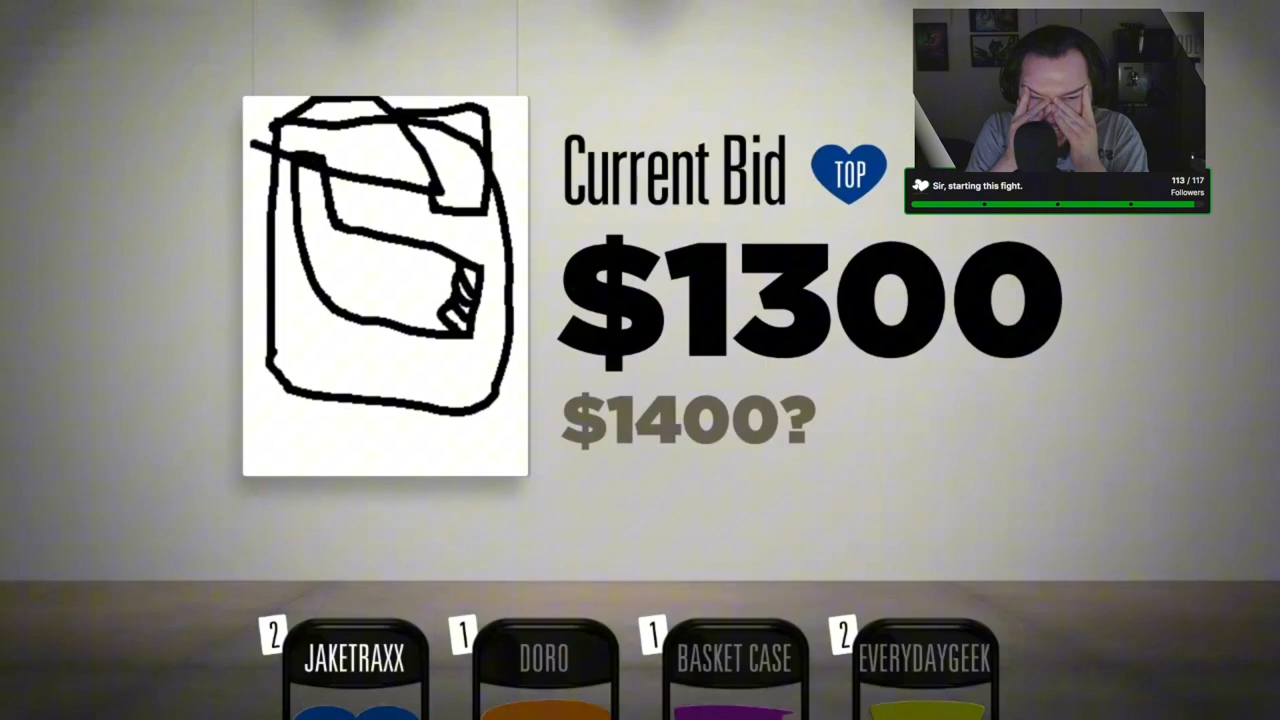 Current Bid
TOP
$1300
$1400?
Sir, starting this fight.
113 / 117
Followers
2
JAKETRAXX
1
DORO
1
BASKET CASE
2
EVERYDAYGEEK